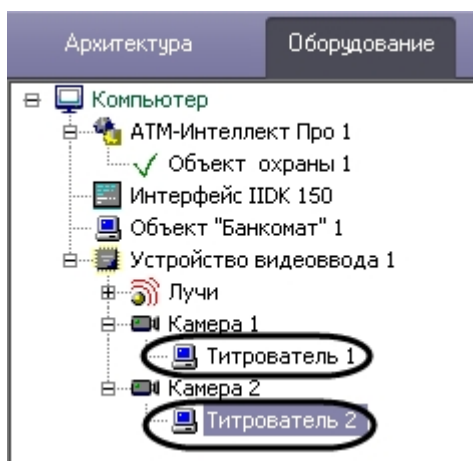 Архитектура Оборудование
Компьютер
АТМ-Интеллект Про 1
Объект охраны 1
Интерфейс IIDK 150
Объект "Банкомат" 1
Устройство видеоввода 1
Лучи
Камера 1
Титрователь 1
Камера 2
Титрователь 2